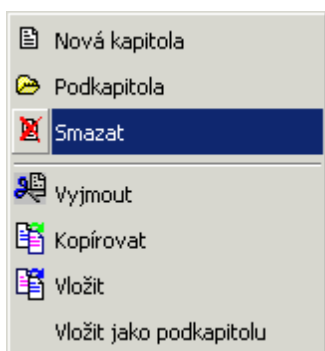 Nová kapitola
Podkapitola
Smazat
Vyjmout
Kopírovat
Vložit
Vložit jako podkapitolu